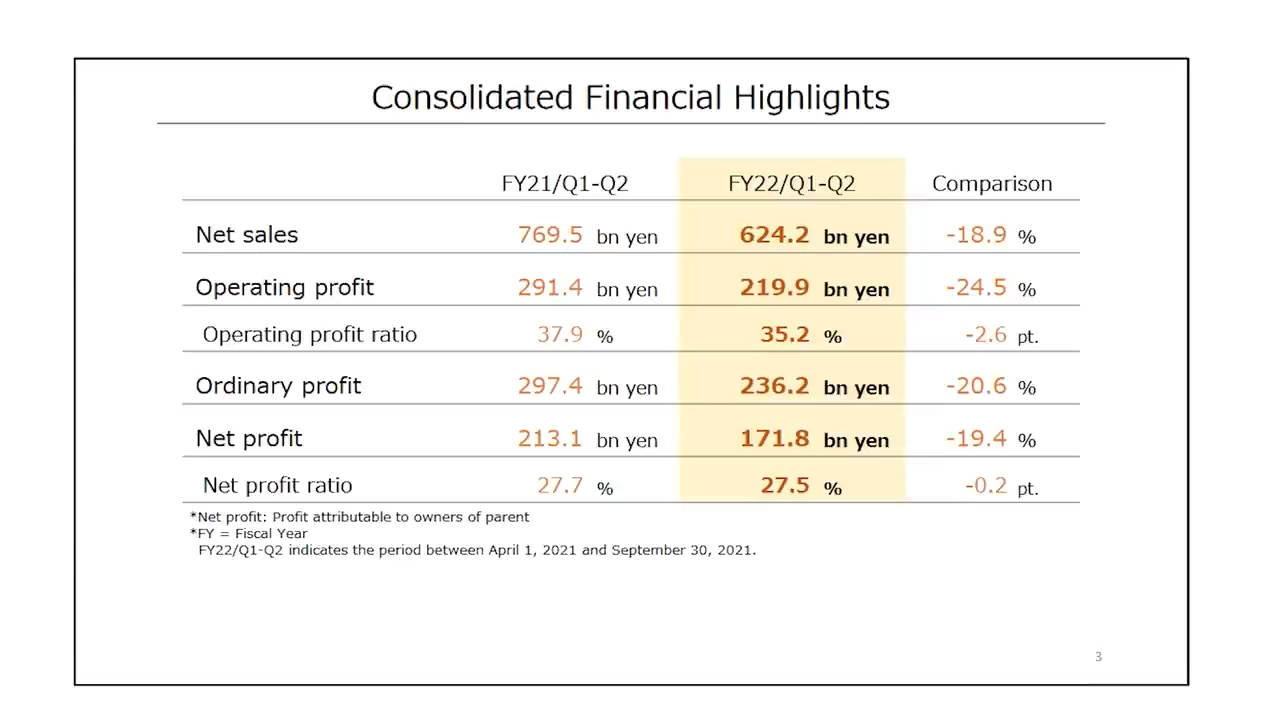 Consolidated Financial Highlights
FY21/Q1-Q2 FY22/Q1-Q2 Comparison
Net sales 769.5 bn yen 624.2 bn yen -18.9 %
Operating profit 291.4 bn yen 219.9 bn yen -24.5 %
Operating profit ratio 37.9 % 35.2 % -2.6 pt.
Ordinary profit 297.4 bn yen 236.2 bn yen -20.6 %
Net profit 213.1 bn yen 171.8 bn yen -19.4 %
Net profit ratio 27.7 % 27.5 % -0.2 pt.
*Net profit: Profit attributable to owners of parent
*FY = Fiscal Year
FY22/Q1-Q2 indicates the period between April 1, 2021 and September 30, 2021.
3